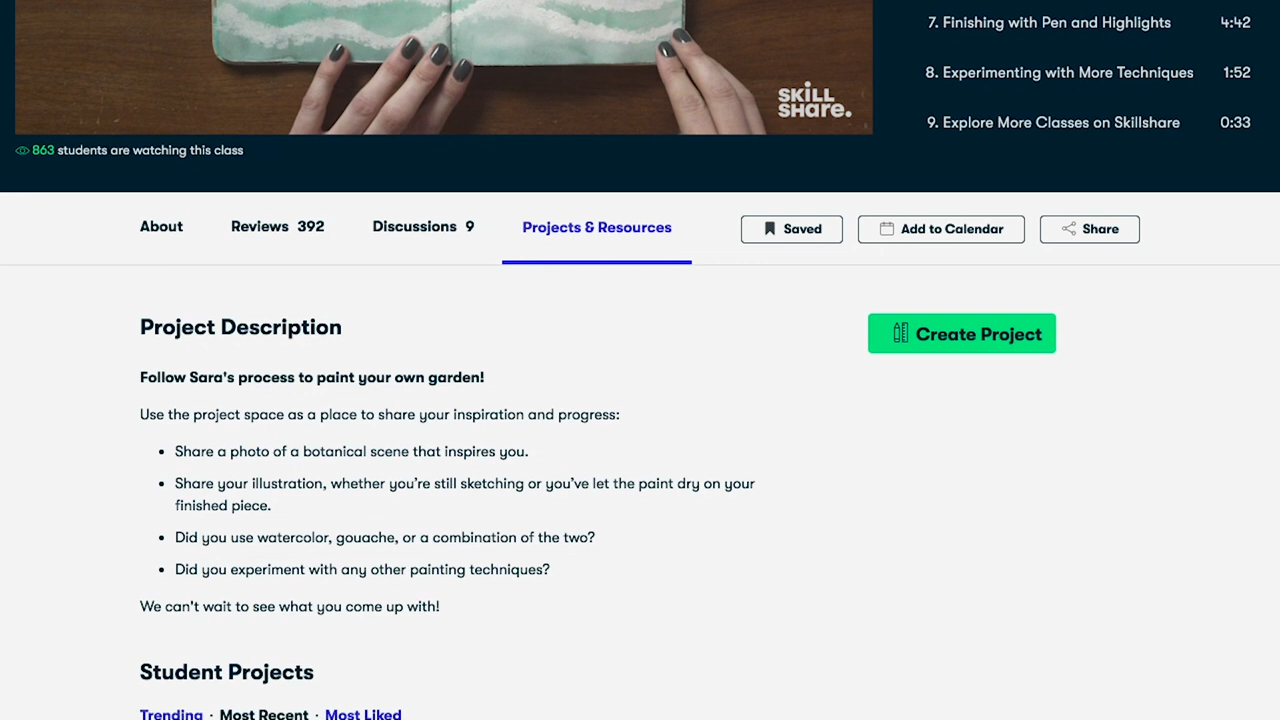 7. Finishing with Pen and Highlights 4:42
8. Experimenting with More Techniques 1:52
9. Explore More Classes on Skillshare 0:33
SKILL
SHare.
863 students are watching this class
About Reviews 392 Discussions 9 Projects & Resources Saved Add to Calendar Share
Project Description
Create Project
Follow Sara's process to paint your own garden!
Use the project space as a place to share your inspiration and progress:
• Share a photo of a botanical scene that inspires you.
• Share your illustration, whether you’re still sketching or you’ve let the paint dry on your
finished piece.
• Did you use watercolor, gouache, or a combination of the two?
• Did you experiment with any other painting techniques?
We can't wait to see what you come up with!
Student Projects
Trending · Most Recent · Most Liked